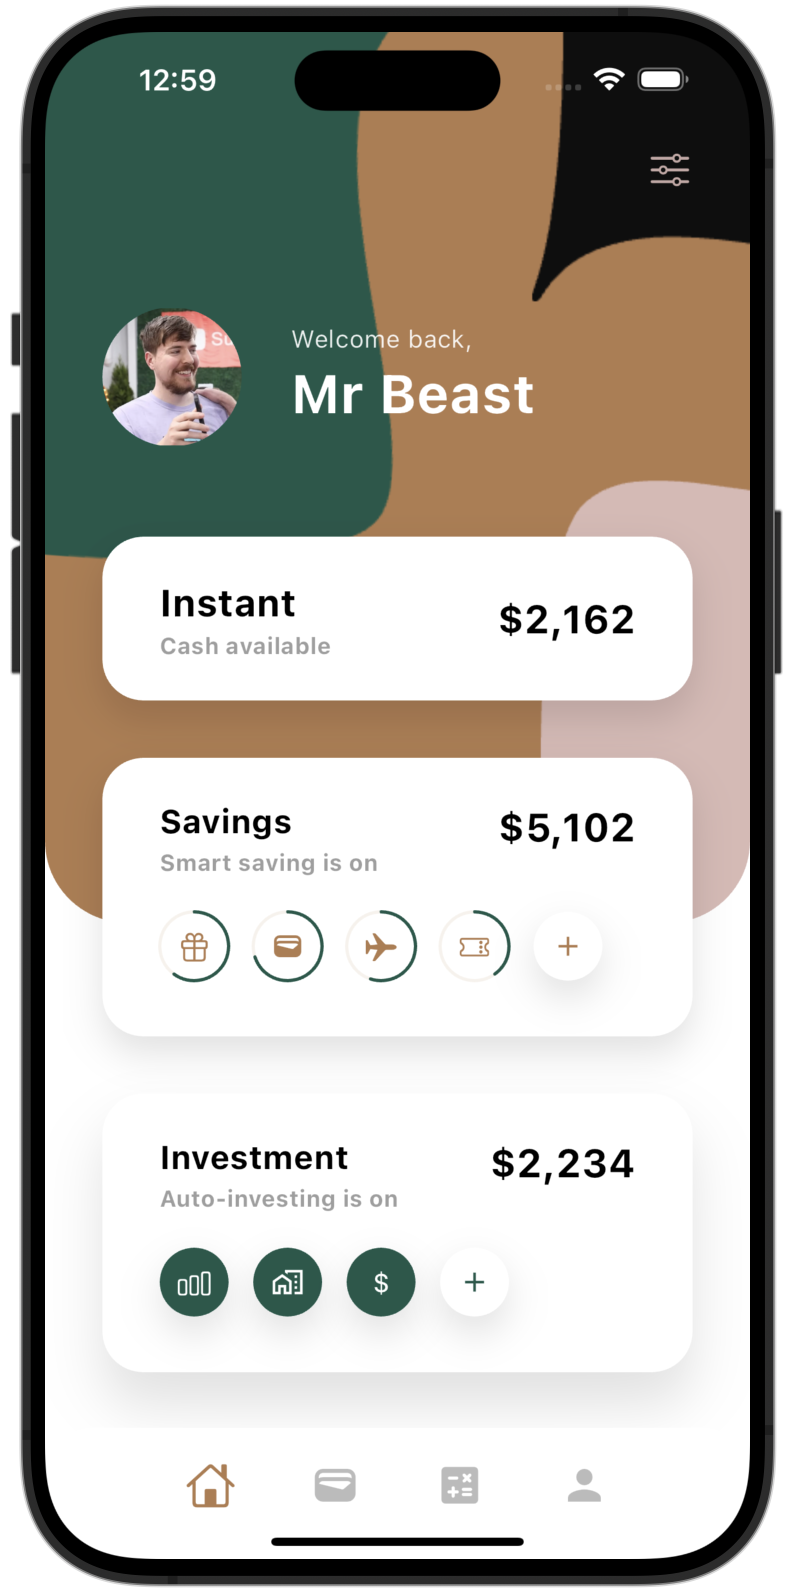 12:59
Welcome back,
Mr Beast
Instant
Cash available
$2,162
Savings
Smart saving is on
$5,102
Investment
Auto-investing is on
$2,234
$